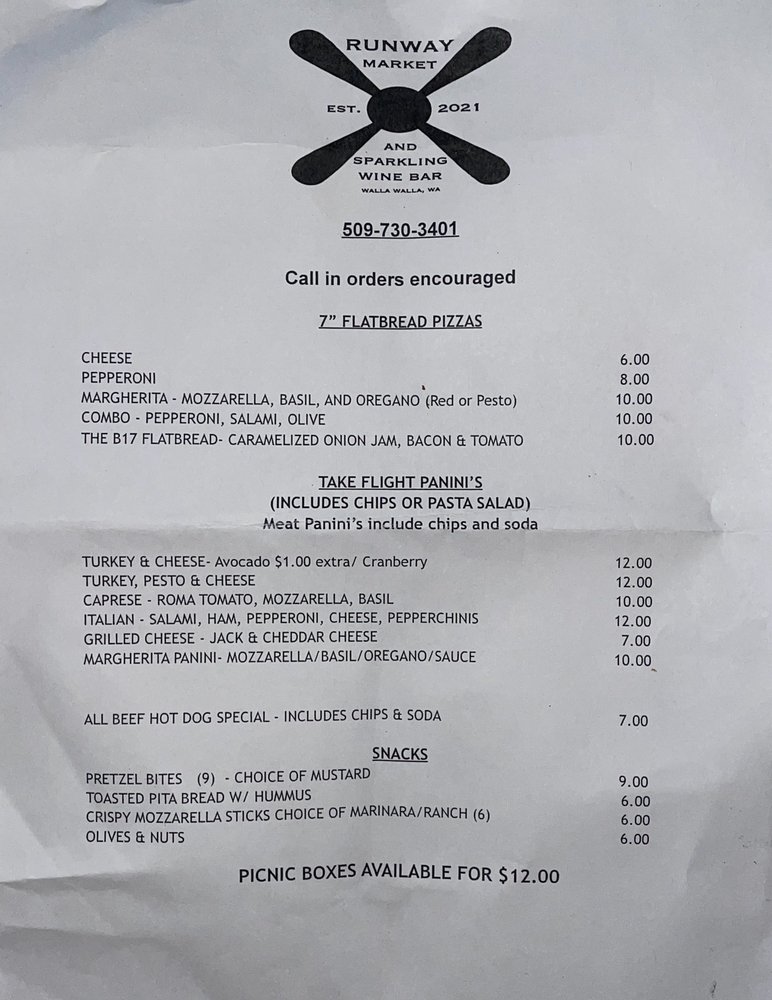 RUNWAY
MARKET
EST. 2021
AND
SPARKLING
WINE BAR
WALLA WALLA, WA
509-730-3401
Call in orders encouraged
7” FLATBREAD PIZZAS
CHEESE 6.00
PEPPERONI 8.00
MARGHERITA - MOZZARELLA, BASIL, AND OREGANO (Red or Pesto) 10.00
COMBO - PEPPERONI, SALAMI, OLIVE 10.00
THE B17 FLATBREAD- CARAMELIZED ONION JAM, BACON & TOMATO 10.00
TAKE FLIGHT PANINI’S
(INCLUDES CHIPS OR PASTA SALAD)
Meat Panini’s include chips and soda
TURKEY & CHEESE- Avocado $1.00 extra/ Cranberry 12.00
TURKEY, PESTO & CHEESE 12.00
CAPRESE - ROMA TOMATO, MOZZARELLA, BASIL 10.00
ITALIAN - SALAMI, HAM, PEPPERONI, CHEESE, PEPPERCHINIS 12.00
GRILLED CHEESE - JACK & CHEDDAR CHEESE 7.00
MARGHERITA PANINI- MOZZARELLA/BASIL/OREGANO/SAUCE 10.00
ALL BEEF HOT DOG SPECIAL - INCLUDES CHIPS & SODA 7.00
SNACKS
PRETZEL BITES (9) - CHOICE OF MUSTARD 9.00
TOASTED PITA BREAD W/ HUMMUS 6.00
CRISPY MOZZARELLA STICKS CHOICE OF MARINARA/RANCH (6) 6.00
OLIVES & NUTS 6.00
PICNIC BOXES AVAILABLE FOR $12.00